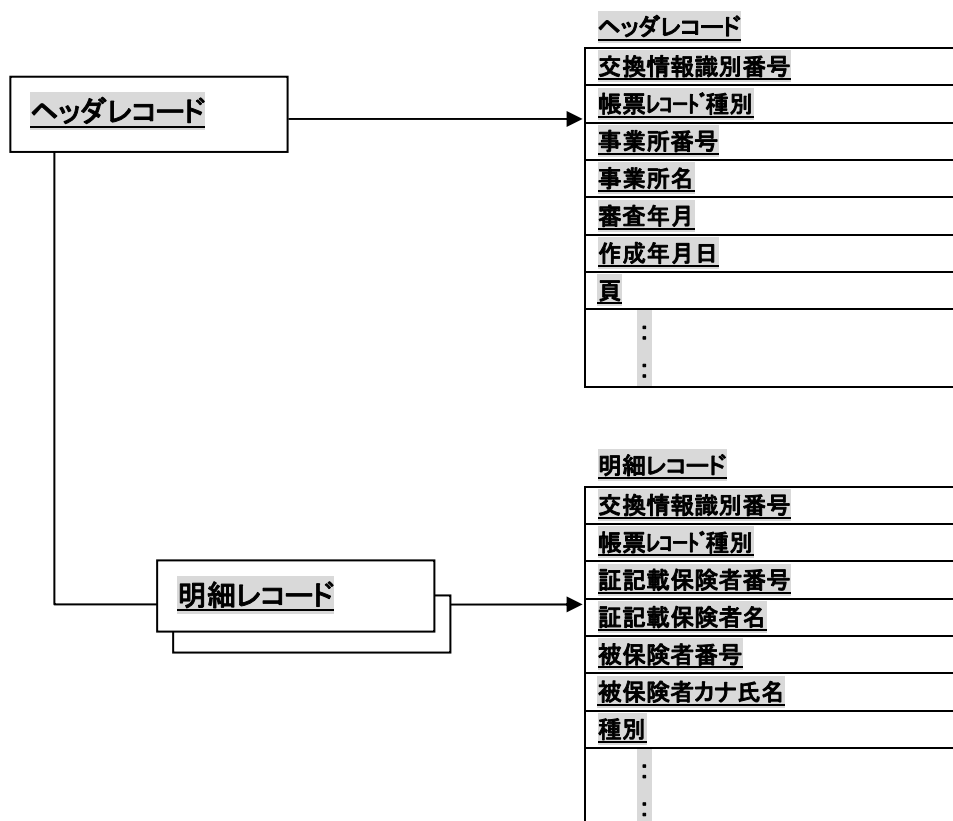 ヘッダレコード
ヘッダレコード
交換情報識別番号
帳票ﾚｺｰﾄﾞ種別
事業所番号
事業所名
審査年月
作成年月日
頁
：
：
明細レコード
明細レコード
交換情報識別番号
帳票ﾚｺｰﾄﾞ種別
証記載保険者番号
証記載保険者名
被保険者番号
被保険者カナ氏名
種別
：
：